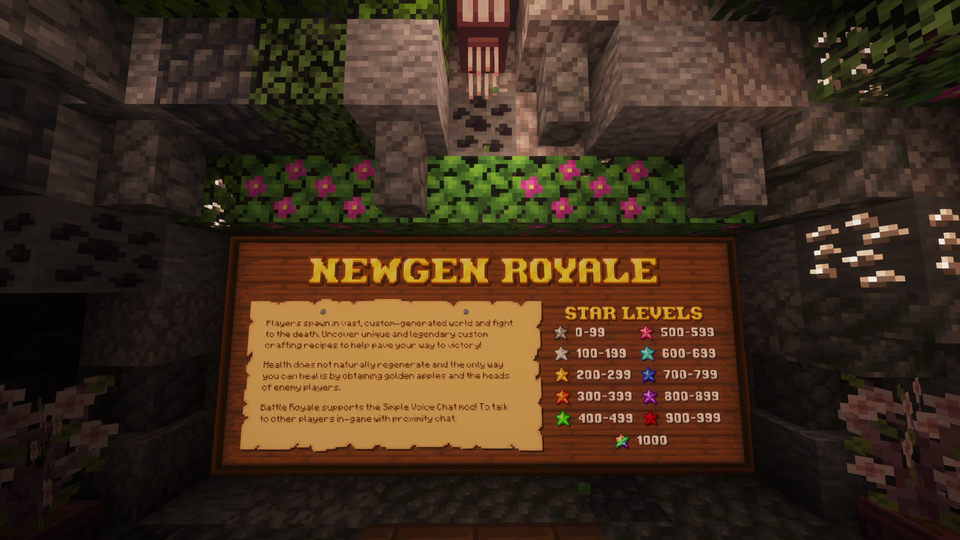 NEWGEN ROYALE
Players spawn in vast, custom-generated world and fight
to the death. Uncover unique and legendary custom
crafting recipes to help pave your way to victory!
Health does not naturally regenerate and the only way
you can heal is by obtaining golden apples and the heads
of enemy players.
Battle Royale supports the Simple Voice Chat mod! To talk
to other players in-game with proximity chat.
STAR LEVELS
0-99 500-599
100-199 600-699
200-299 700-799
300-399 800-899
400-499 900-999
1000